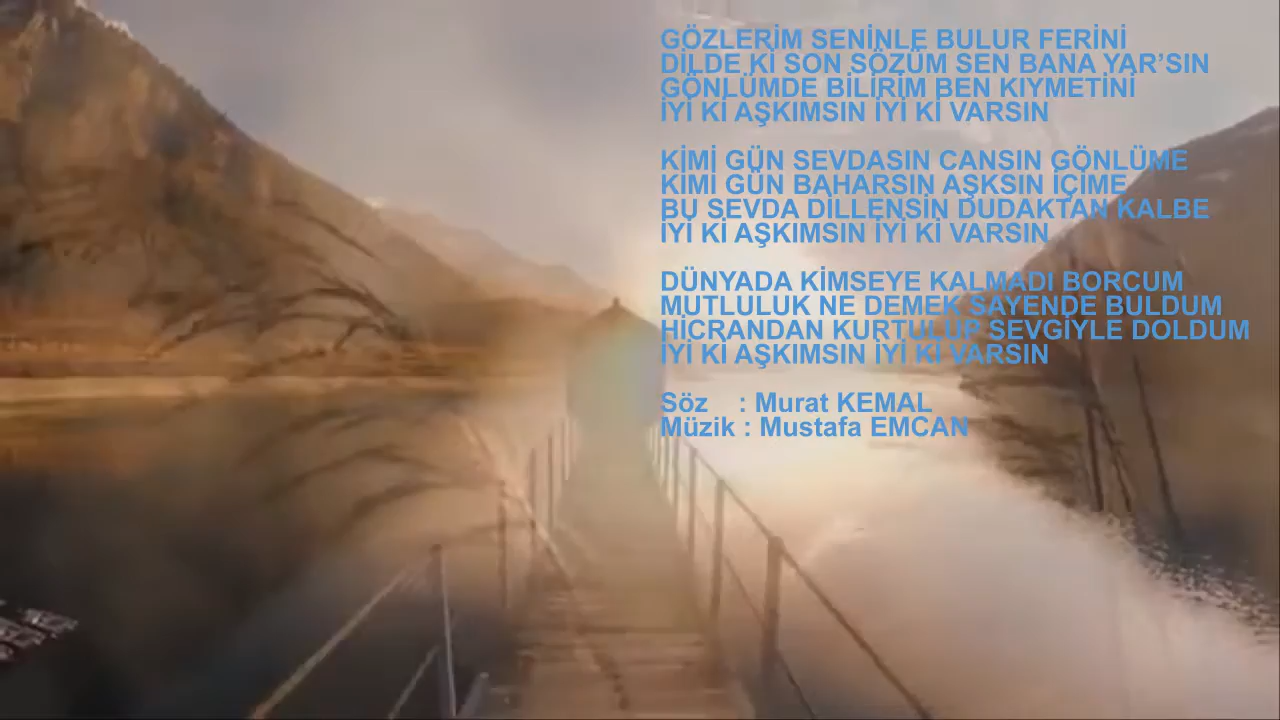 GÖZLERİM SENİNLE BULUR FERİNİ
DİLDE Kİ SON SÖZÜM SEN BANA YAR’SIN
GÖNLÜMDE BİLİRİM BEN KIYMETİNİ
İYİ Kİ AŞKIMSIN İYİ Kİ VARSIN
KİMİ GÜN SEVDASIN CANSIN GÖNLÜME
KİMİ GÜN BAHARSIN AŞKSIN İÇİME
BU SEVDA DİLLENSİN DUDAKTAN KALBE
İYİ Kİ AŞKIMSIN İYİ Kİ VARSIN
DÜNYADA KİMSEYE KALMADI BORCUM
MUTLULUK NE DEMEK SAYENDE BULDUM
HİCRANDAN KURTULUP SEVGİYLE DOLDUM
İYİ Kİ AŞKIMSIN İYİ Kİ VARSIN
Söz : Murat KEMAL
Müzik : Mustafa EMCAN